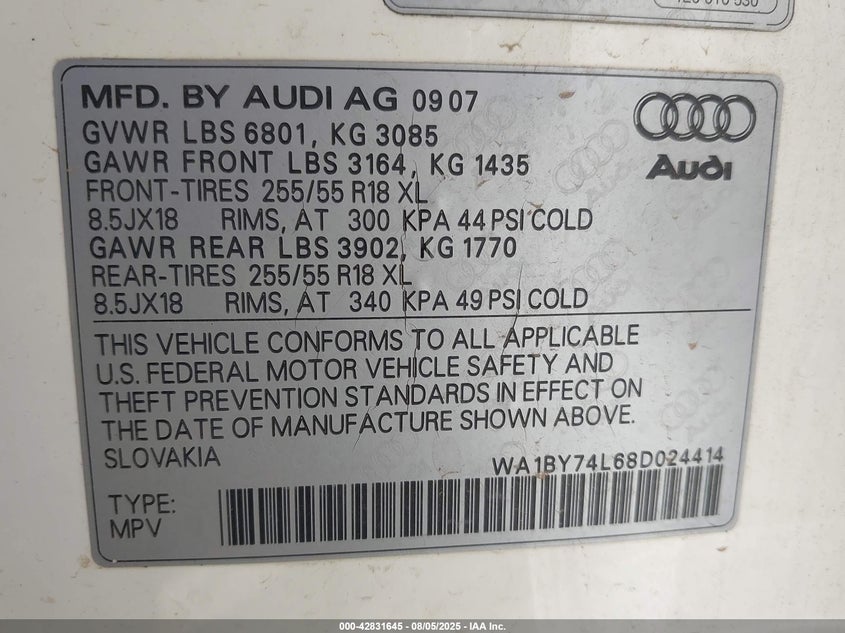 MFD. BY AUDI AG 09 07
GVWR LBS 6801, KG 3085
GAWR FRONT LBS 3164, KG 1435
FRONT-TIRES 255/55 R18 XL
8.5JX18 RIMS, AT 300 KPA 44 PSI COLD
GAWR REAR LBS 3902, KG 1770
REAR-TIRES 255/55 R18 XL
8.5JX18 RIMS, AT 340 KPA 49 PSI COLD
Audi
THIS VEHICLE CONFORMS TO ALL APPLICABLE
U.S. FEDERAL MOTOR VEHICLE SAFETY AND
THEFT PREVENTION STANDARDS IN EFFECT ON
THE DATE OF MANUFACTURE SHOWN ABOVE.
SLOVAKIA
WA1BY74L68D024414
TYPE:
MPV
000-42831645 - 08/05/2025 - IAA Inc.